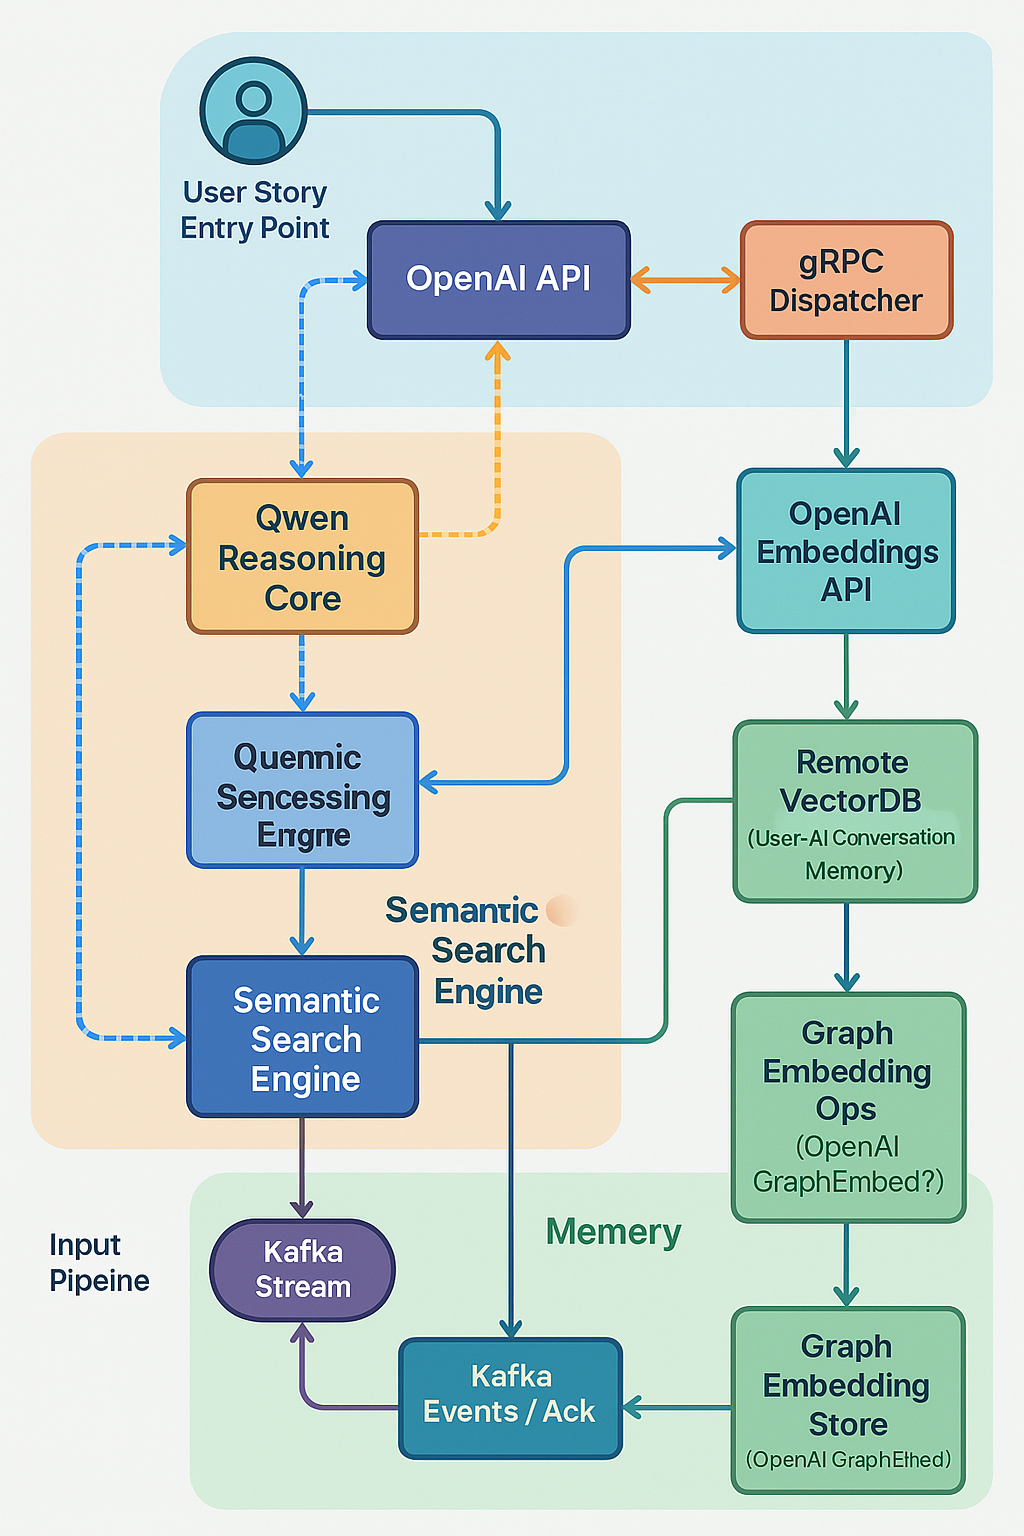 User Story
Entry Point
OpenAI API
gRPC
Dispatcher
Qwen
Reasoning
Core
OpenAI
Embeddings
API
Quennic
Sencessing
Engine
Remote
VectorDB
(User-AI Conversation
Memory)
Semantic
Search
Engine
Semantic
Search
Engine
Graph
Embedding
Ops
(OpenAI
GraphEmbed?)
Memery
Input
Pipeine
Kafka
Stream
Kafka
Events / Ack
Graph
Embedding
Store
(OpenAI GraphEthed)